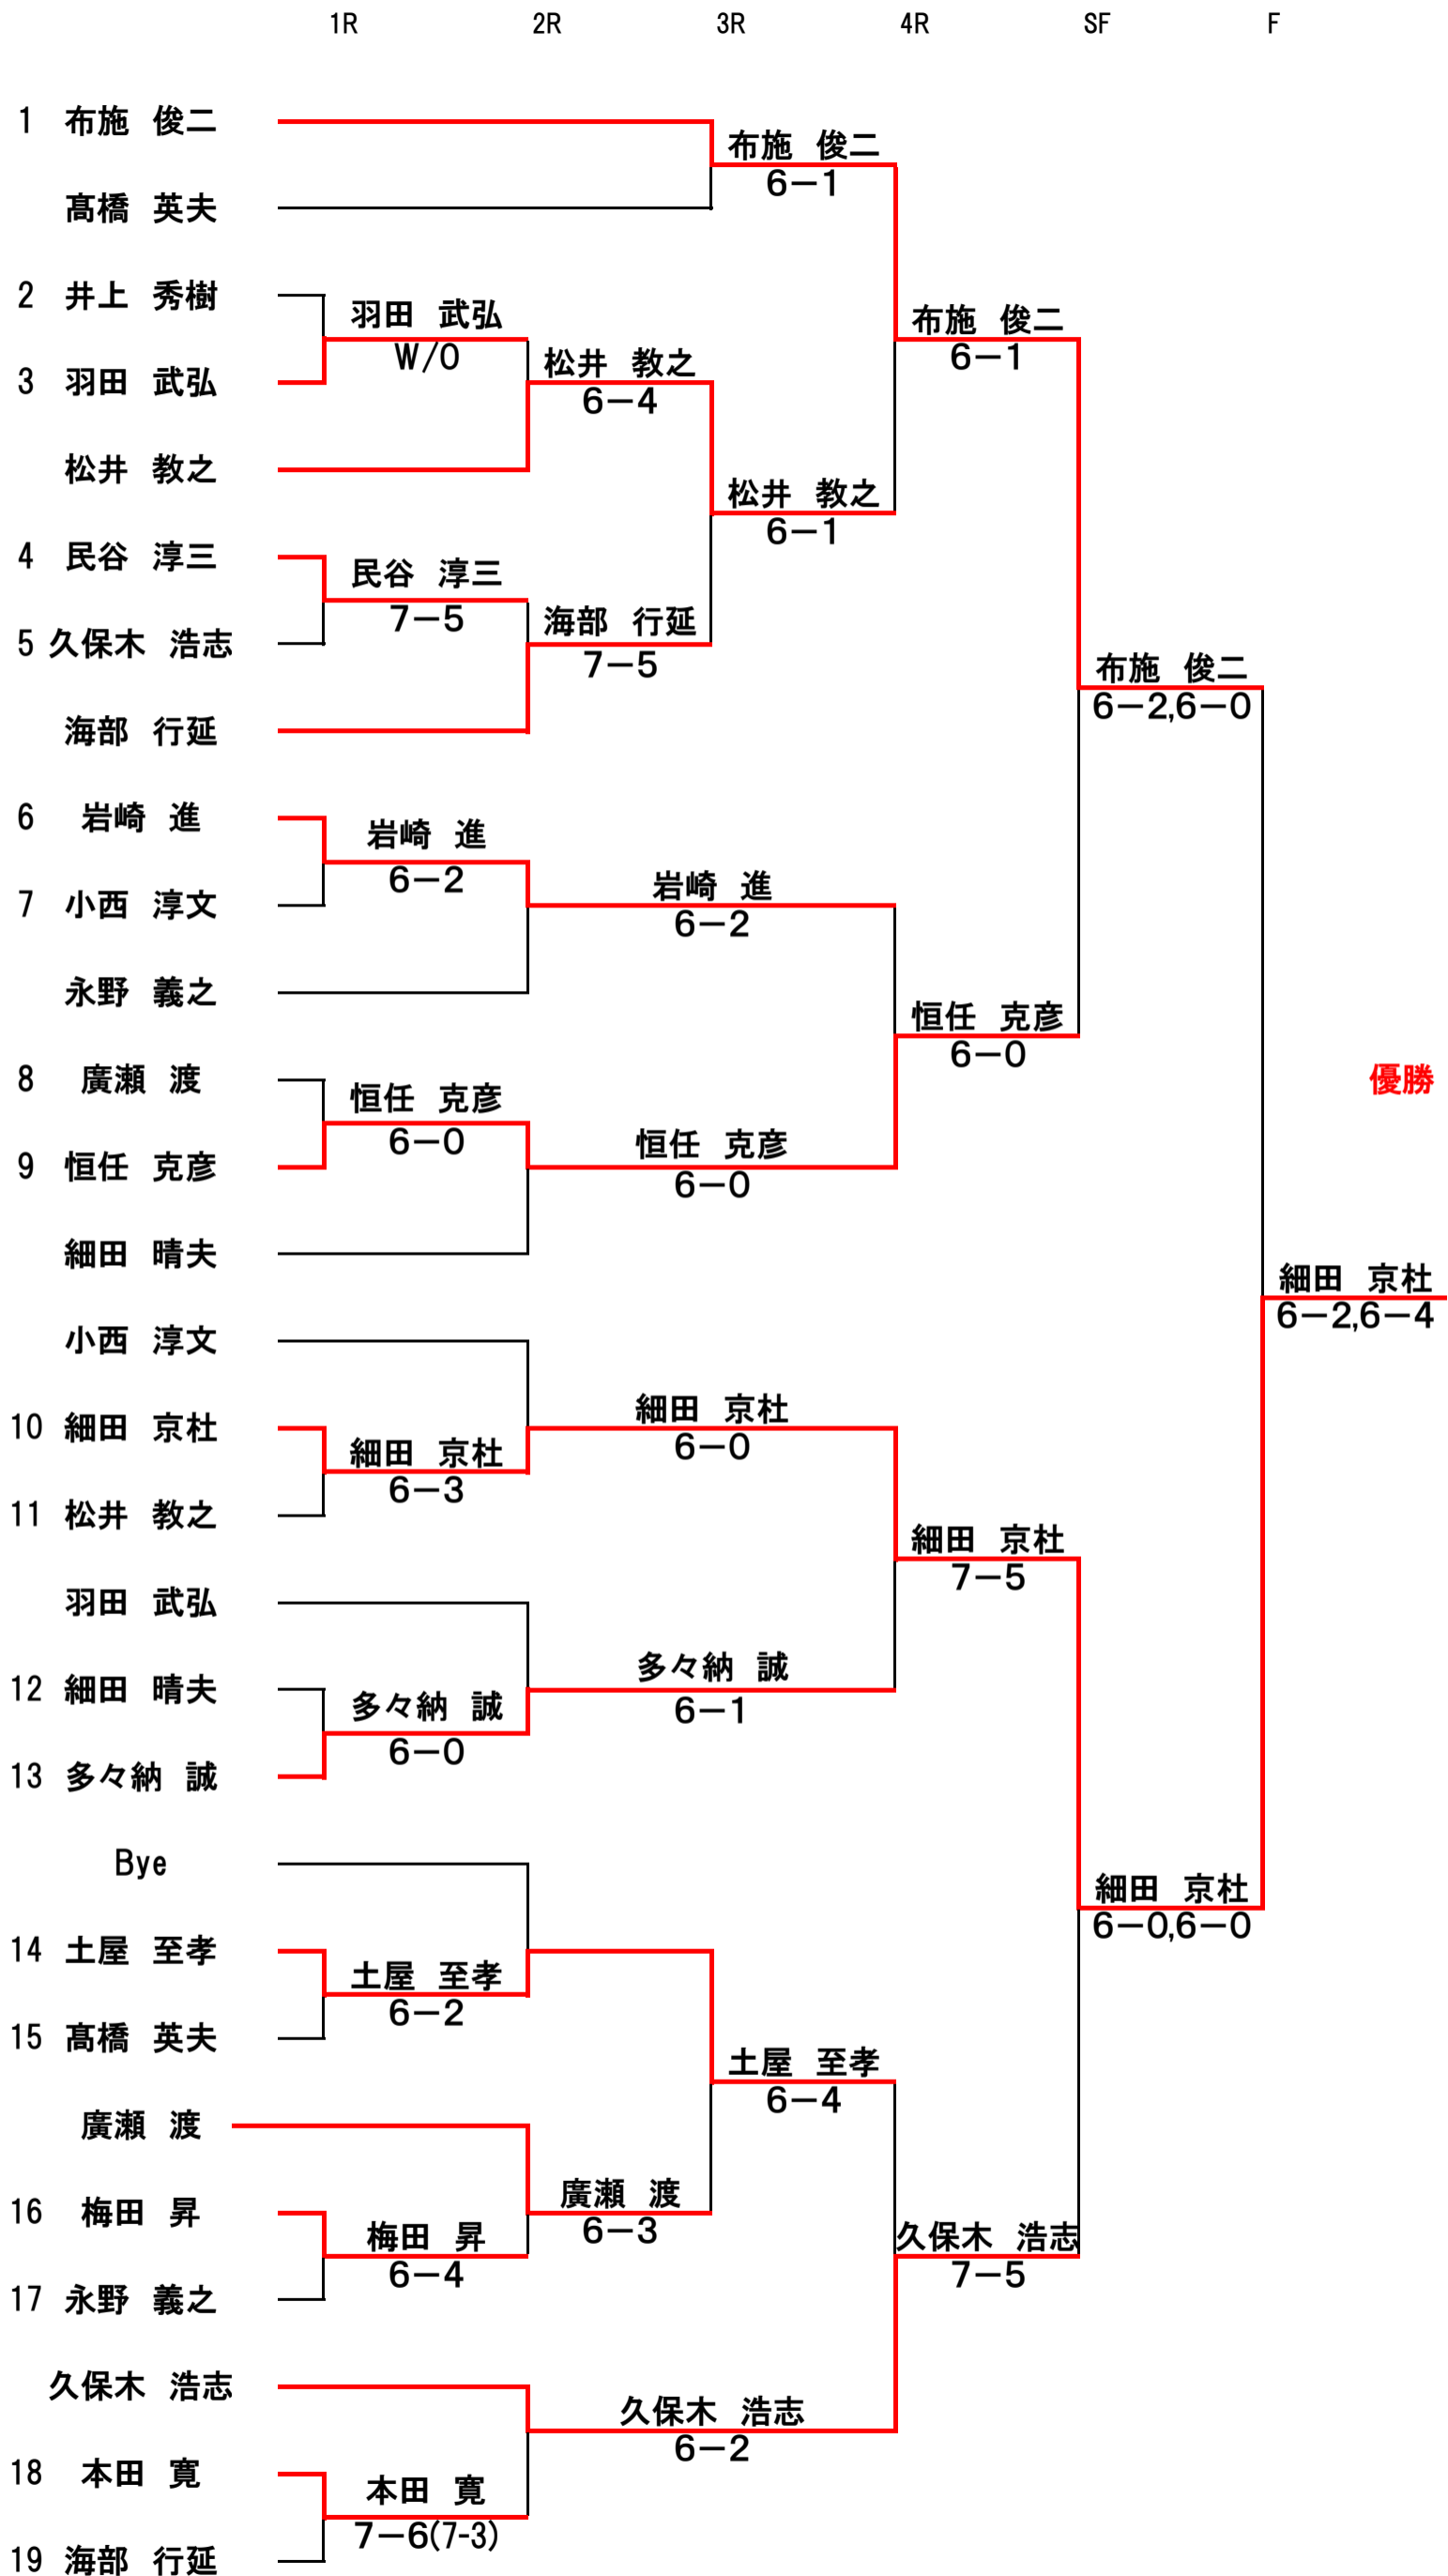 1R 2R 3R 4R SF F
1 布施 俊二
布施 俊二
6－1
髙橋 英夫
2 井上 秀樹
羽田 武弘
布施 俊二
W/O
松井 教之
6－1
3 羽田 武弘
6－4
松井 教之
松井 教之
6－1
4 民谷 淳三
民谷 淳三
7－5
海部 行延
5 久保木 浩志
7－5
布施 俊二
6－2,6－0
海部 行延
6 岩崎 進
岩崎 進
6－2
岩崎 進
7 小西 淳文
6－2
永野 義之
恒任 克彦
6－0
8 廣瀬 渡
優勝
恒任 克彦
6－0
恒任 克彦
9 恒任 克彦
6－0
細田 晴夫
細田 京杜
6－2,6－4
小西 淳文
細田 京杜
10 細田 京杜
6－0
細田 京杜
6－3
11 松井 教之
細田 京杜
7－5
羽田 武弘
多々納 誠
12 細田 晴夫
多々納 誠
6－1
6－0
13 多々納 誠
Bye
細田 京杜
6－0,6－0
14 土屋 至孝
土屋 至孝
6－2
15 髙橋 英夫
土屋 至孝
6－4
廣瀬 渡
廣瀬 渡
16 梅田 昇
6－3
梅田 昇
久保木 浩志
6－4
7－5
17 永野 義之
久保木 浩志
久保木 浩志
6－2
18 本田 寛
本田 寛
7－6(7-3)
19 海部 行延